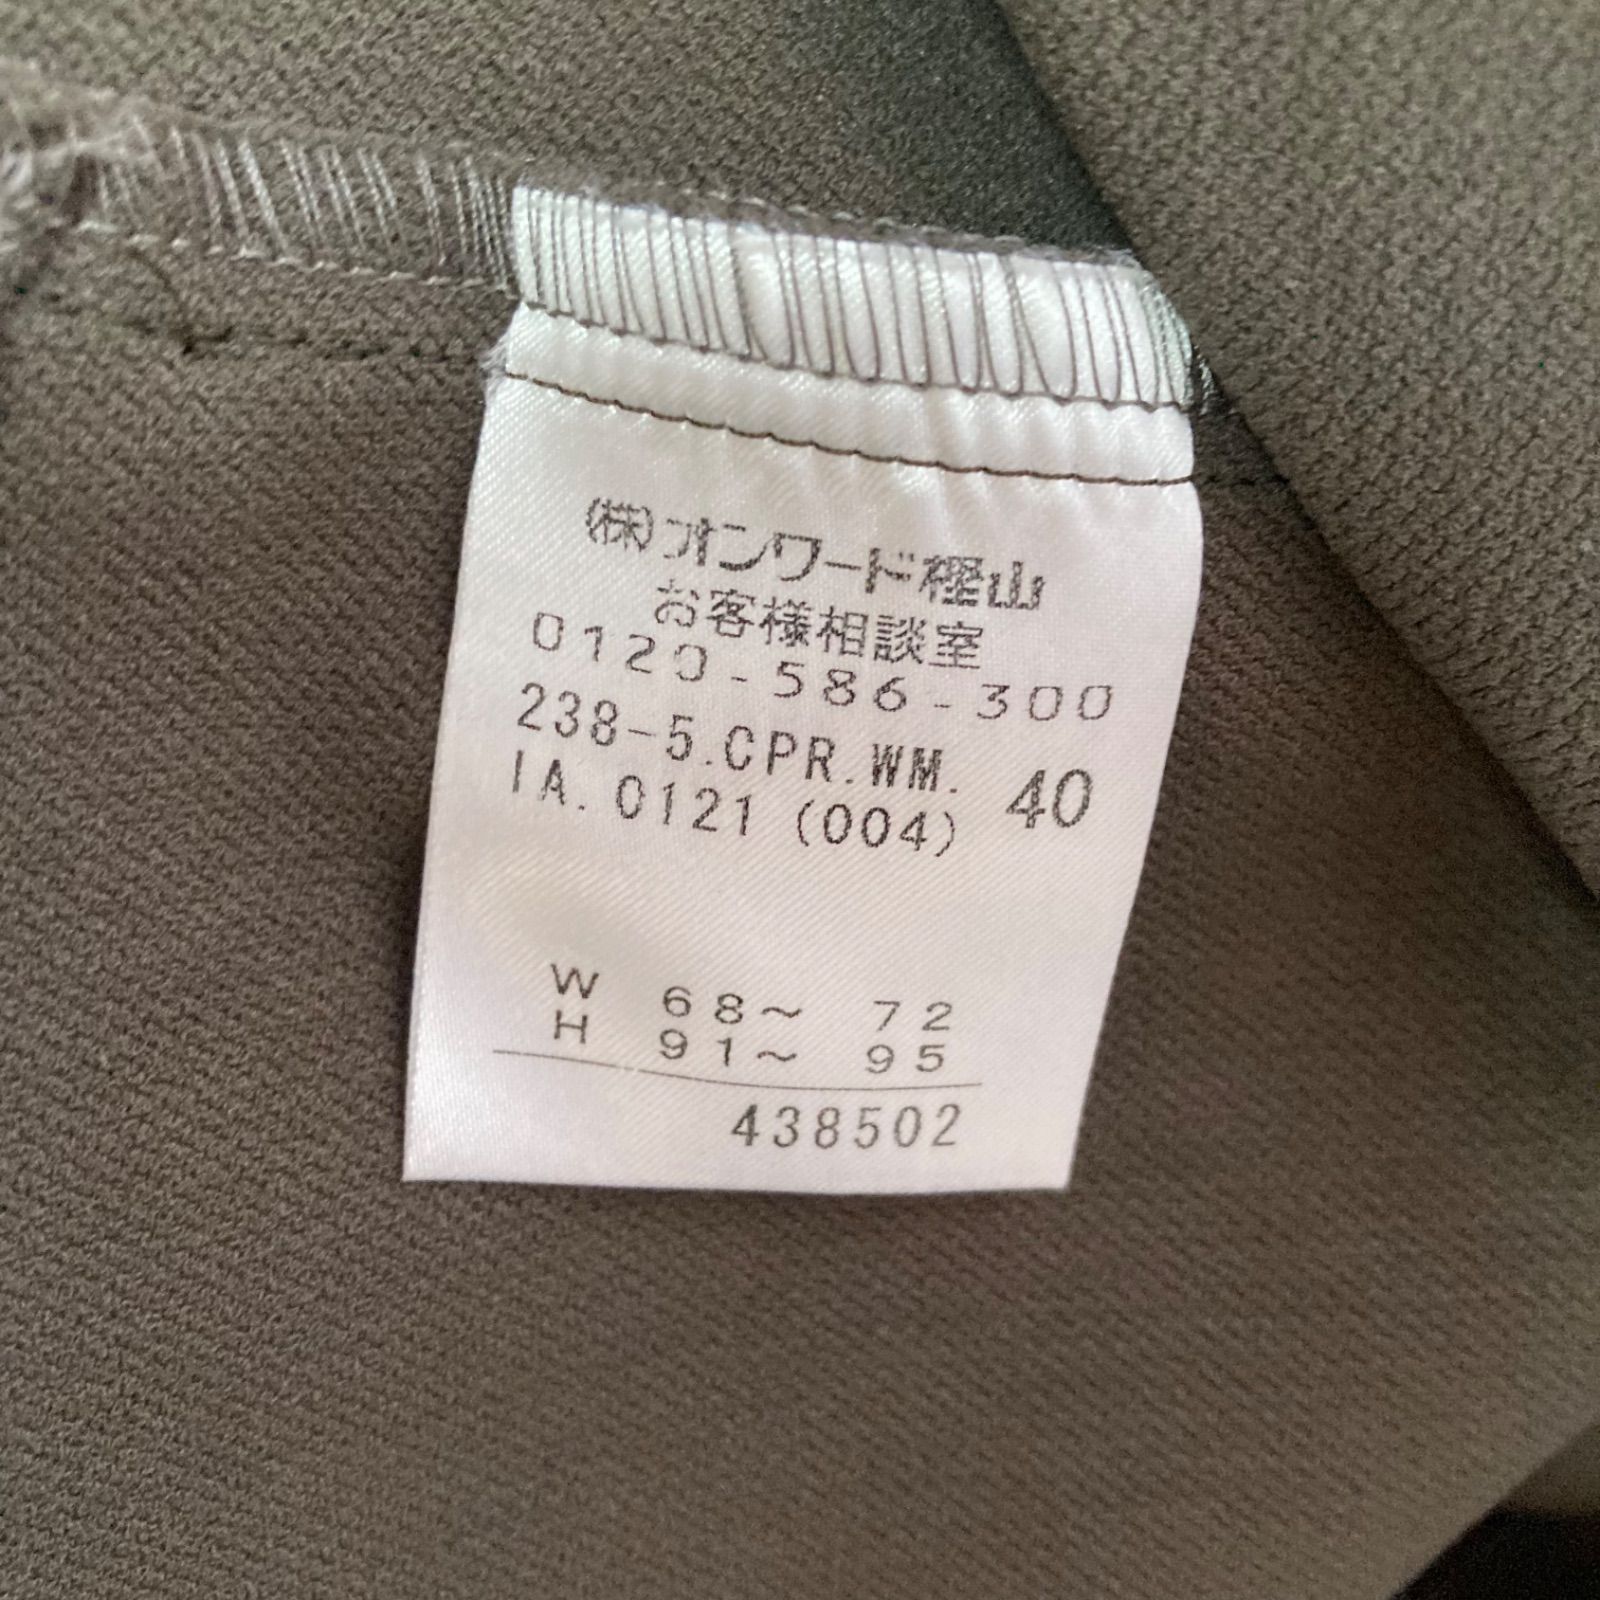 (株)オンワード樫山
お客様相談室
0120-586-300
238-5.CPR.WM.
IA.0121 (004) 40
W 68～ 72
H 91～ 95
438502